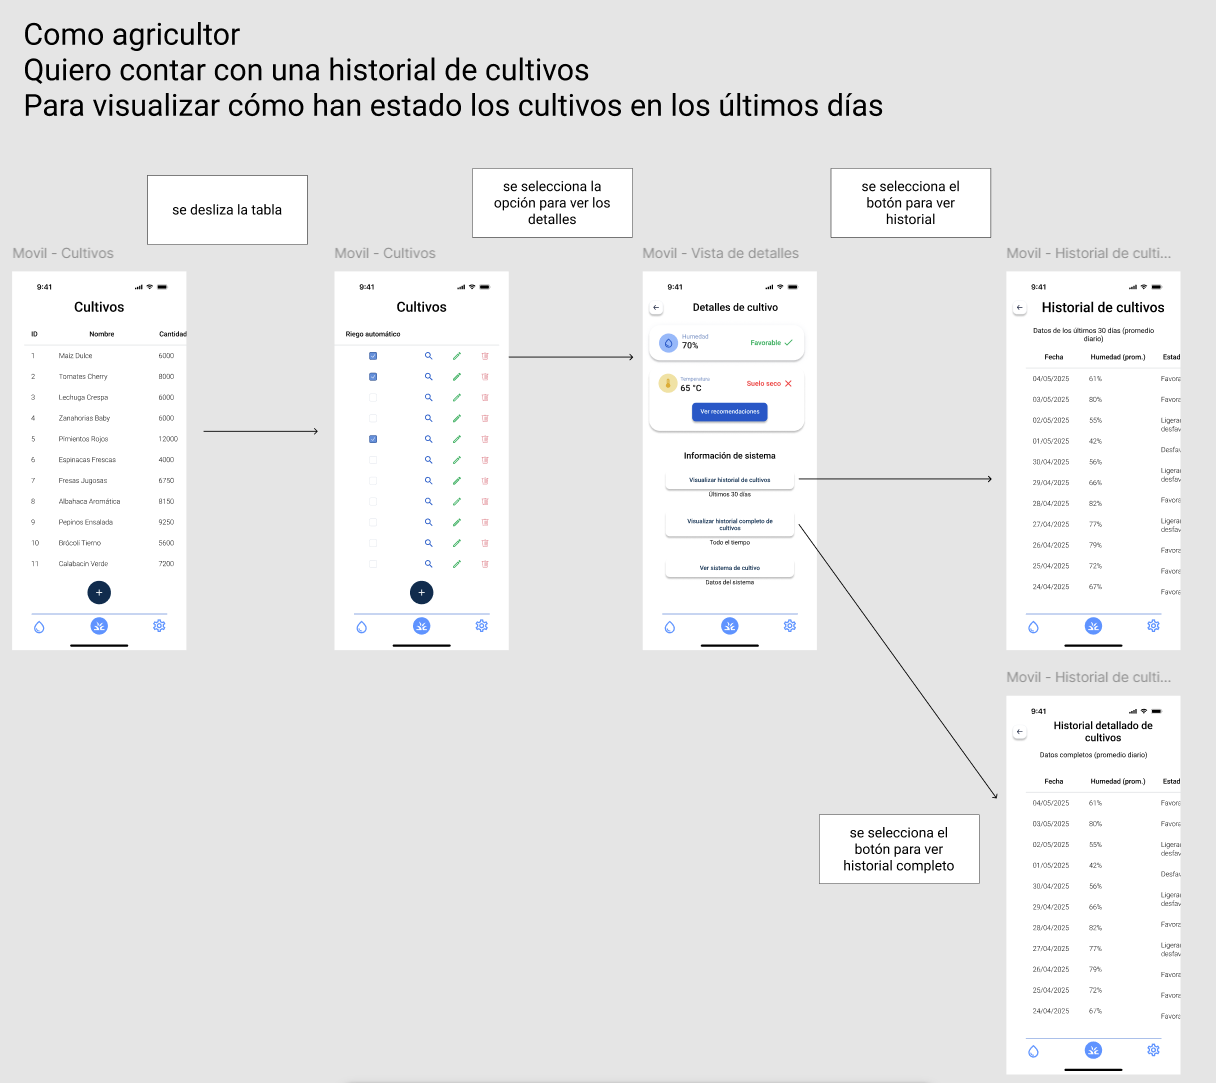 Como agricultor
Quiero contar con una historial de cultivos
Para visualizar cómo han estado los cultivos en los últimos días
se desliza la tabla
se selecciona la
opción para ver los
detalles
se selecciona el
botón para ver
historial
Movil - Cultivos
9:41
Cultivos
ID Nombre Cantidad
1 Maíz Dulce 6000
2 Tomates Cherry 8000
3 Lechuga Crespa 6000
4 Zanahorias Baby 6000
5 Pimientos Rojos 12000
6 Espinacas Frescas 4000
7 Fresas Jugosas 6750
8 Albahaca Aromática 8150
9 Pepinos Ensalada 9250
10 Brócoli Tierno 5600
11 Calabacín Verde 7200
+
Movil - Cultivos
9:41
Cultivos
Riego automático
+
Movil - Vista de detalles
9:41
Detalles de cultivo
Humedad
70%
Favorable
Temperatura
65 °C
Suelo seco
Ver recomendaciones
Información de sistema
Visualizar historial de cultivos
Últimos 30 días
Visualizar historial completo de
cultivos
Todo el tiempo
Ver sistema de cultivo
Datos del sistema
Movil - Historial de culti...
9:41
Historial de cultivos
Datos de los últimos 30 días (promedio
diario)
Fecha Humedad (prom.) Estad
04/05/2025 61% Favora
03/05/2025 80% Favora
02/05/2025 55% Ligera
desfav
01/05/2025 42% Desfav
30/04/2025 56% Ligera
desfav
29/04/2025 66% Favora
28/04/2025 82% Ligera
desfav
27/04/2025 77% Favora
26/04/2025 79% Favora
25/04/2025 72% Favora
24/04/2025 67%
Movil - Historial de culti...
9:41
Historial detallado de
cultivos
Datos completos (promedio diario)
Fecha Humedad (prom.) Estad
04/05/2025 61% Favora
03/05/2025 80% Favora
02/05/2025 55% Ligera
desfav
01/05/2025 42% Desfav
30/04/2025 56% Ligera
desfav
29/04/2025 66% Favora
28/04/2025 82% Ligera
desfav
27/04/2025 77% Favora
26/04/2025 79% Favora
25/04/2025 72% Favora
24/04/2025 67%
se selecciona el
botón para ver
historial completo